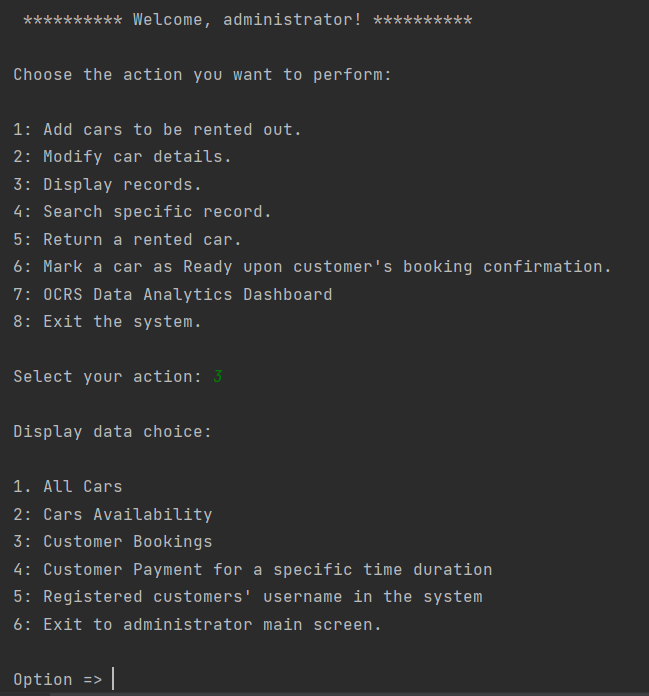 ********** Welcome, administrator! **********
Choose the action you want to perform:
1: Add cars to be rented out.
2: Modify car details.
3: Display records.
4: Search specific record.
5: Return a rented car.
6: Mark a car as Ready upon customer's booking confirmation.
7: OCRS Data Analytics Dashboard
8: Exit the system.
Select your action: 3
Display data choice:
1. All Cars
2: Cars Availability
3: Customer Bookings
4: Customer Payment for a specific time duration
5: Registered customers' username in the system
6: Exit to administrator main screen.
Option =>